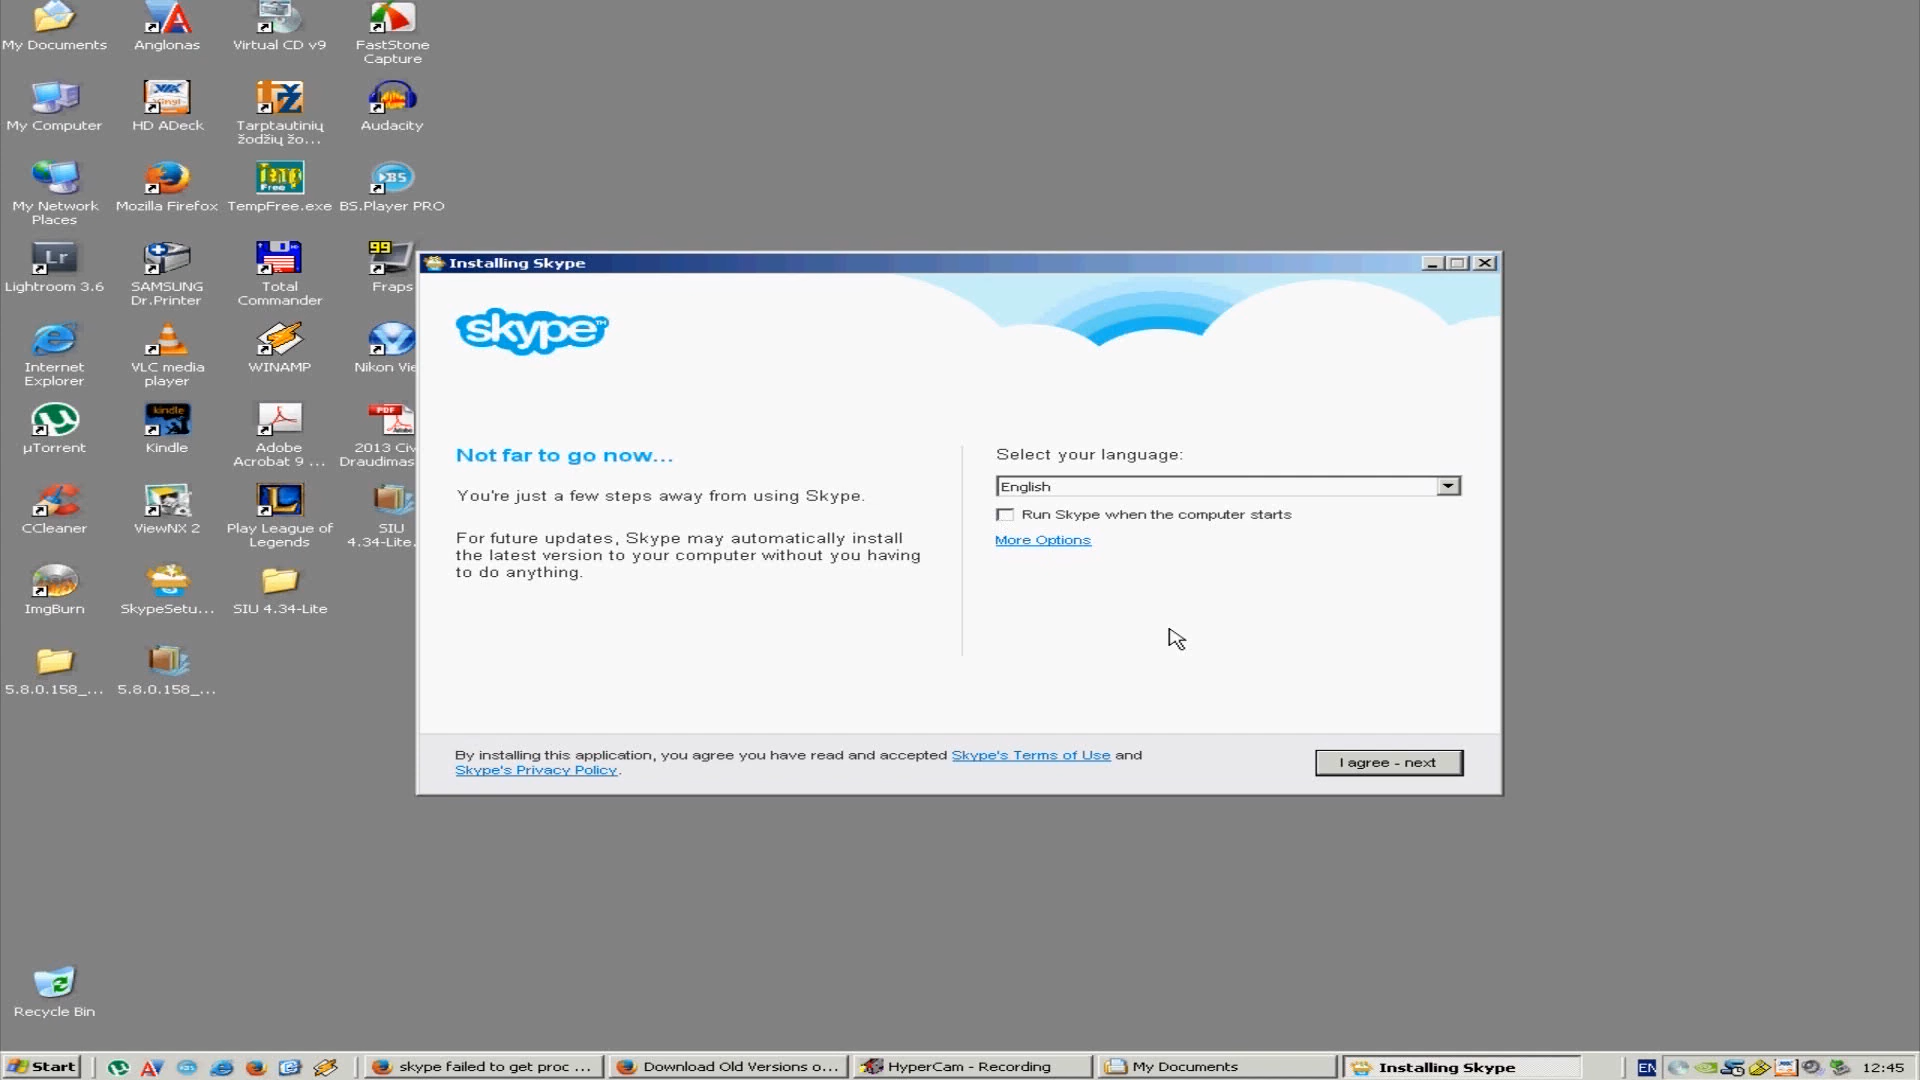 My Documents
Anglonas
Virtual CD v9
FastStone
Capture
My Computer
HD ADeck
Tarptautinių
žodžių žo...
Audacity
My Network
Places
Mozilla Firefox
TempFree.exe
BS.Player PRO
Lightroom 3.6
SAMSUNG
Dr.Printer
Total
Commander
99
Fraps
Internet
Explorer
VLC media
player
WINAMP
Nikon Vie
µTorrent
Kindle
Adobe
Acrobat 9 ...
2013 Civ
Draudimas
CCleaner
ViewNX 2
Play League of
Legends
SIU
4.34-Lite.
ImgBurn
SkypeSetu...
SIU 4.34-Lite
5.8.0.158_...
5.8.0.158_...
Recycle Bin
Installing Skype
skype™
Not far to go now...
You're just a few steps away from using Skype.
For future updates, Skype may automatically install
the latest version to your computer without you having
to do anything.
Select your language:
English
Run Skype when the computer starts
More Options
By installing this application, you agree you have read and accepted Skype's Terms of Use and
Skype's Privacy Policy.
I agree - next
Start
skype failed to get proc ...
Download Old Versions o...
HyperCam - Recording
My Documents
Installing Skype
EN
12:45